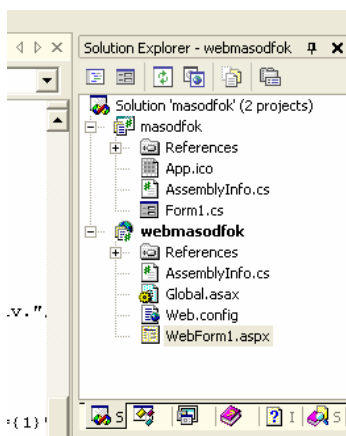 Solution Explorer - webmasodfok
Solution 'masodfok' (2 projects)
masodfok
References
App.ico
AssemblyInfo.cs
Form1.cs
webmasodfok
References
AssemblyInfo.cs
Global.asax
Web.config
WebForm1.aspx
.v.",
={1}'
S
I
S